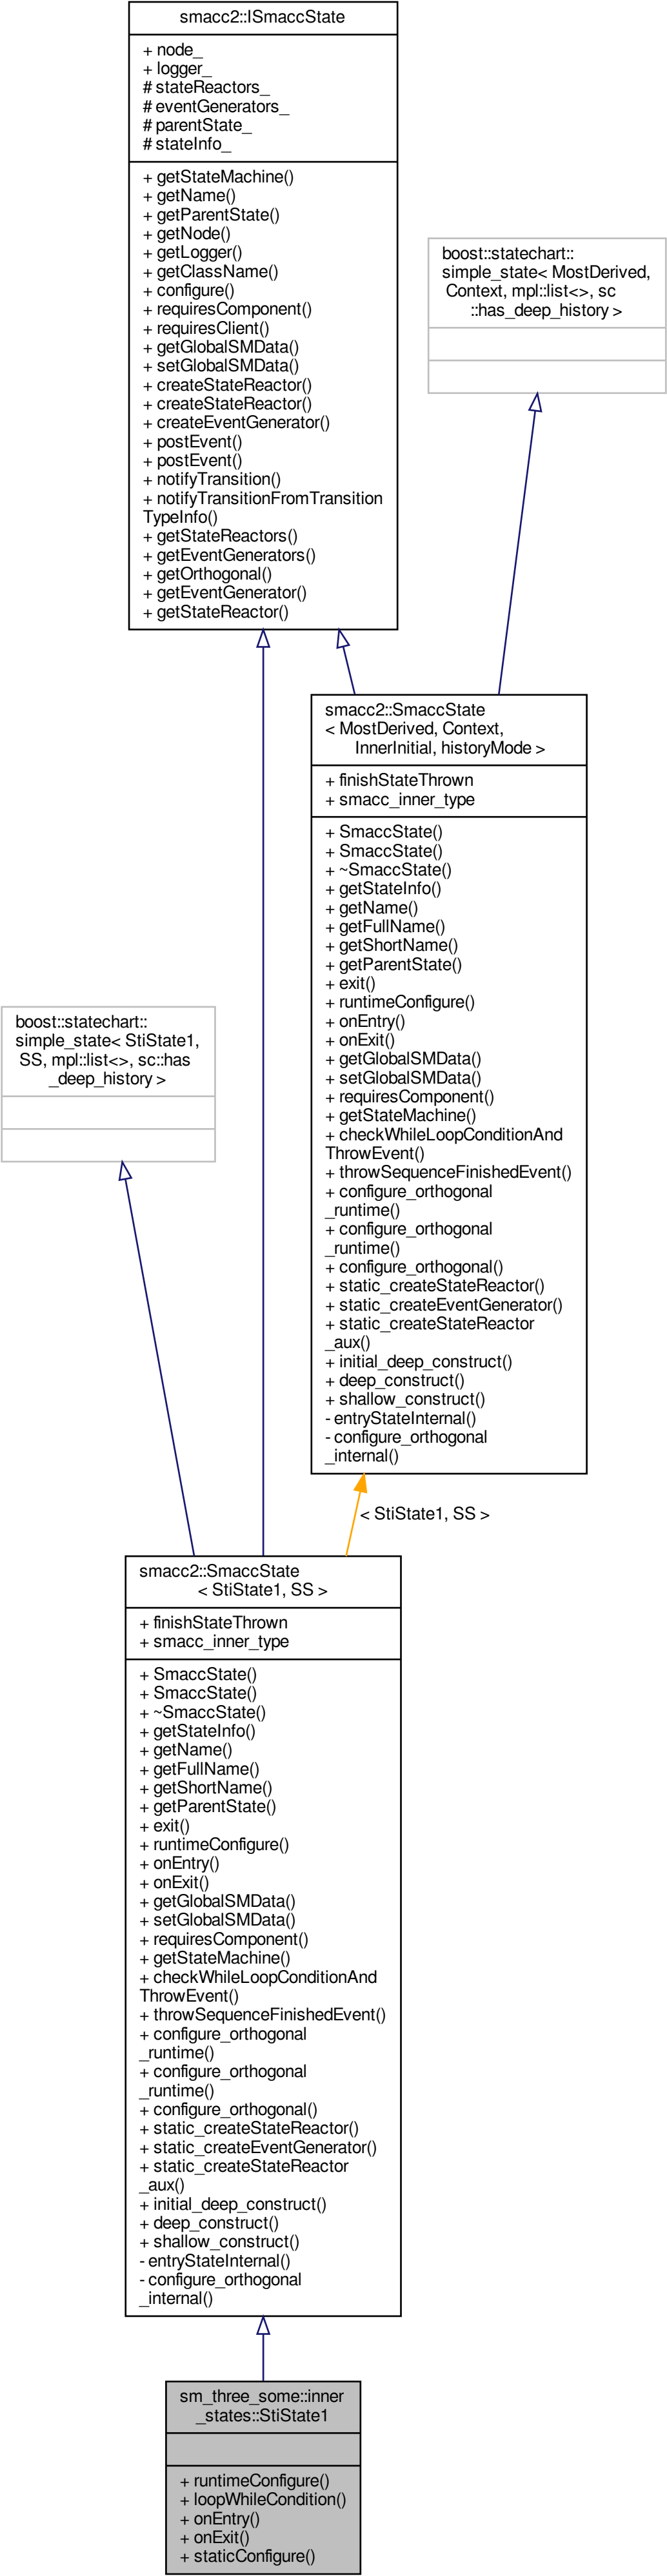 smacc2::ISmaccState
+ node_
+ logger_
# stateReactors_
# eventGenerators_
# parentState_
# stateInfo_
+ getStateMachine()
+ getName()
+ getParentState()
+ getNode()
+ getLogger()
+ getClassName()
+ configure()
+ requiresComponent()
+ requiresClient()
+ getGlobalSMData()
+ setGlobalSMData()
+ createStateReactor()
+ createStateReactor()
+ createEventGenerator()
+ postEvent()
+ postEvent()
+ notifyTransition()
+ notifyTransitionFromTransition
TypeInfo()
+ getStateReactors()
+ getEventGenerators()
+ getOrthogonal()
+ getEventGenerator()
+ getStateReactor()
boost::statechart::
simple_state< MostDerived,
Context, mpl::list<>, sc
::has_deep_history >
smacc2::SmaccState
< MostDerived, Context,
InnerInitial, historyMode >
+ finishStateThrown
+ smacc_inner_type
+ SmaccState()
+ SmaccState()
+ ~SmaccState()
+ getStateInfo()
+ getName()
+ getFullName()
+ getShortName()
+ getParentState()
+ exit()
+ runtimeConfigure()
+ onEntry()
+ onExit()
+ getGlobalSMData()
+ setGlobalSMData()
+ requiresComponent()
+ getStateMachine()
+ checkWhileLoopConditionAnd
ThrowEvent()
+ throwSequenceFinishedEvent()
+ configure_orthogonal
_runtime()
+ configure_orthogonal
_runtime()
+ configure_orthogonal()
+ static_createStateReactor()
+ static_createEventGenerator()
+ static_createStateReactor
_aux()
+ initial_deep_construct()
+ deep_construct()
+ shallow_construct()
- entryStateInternal()
- configure_orthogonal
_internal()
boost::statechart::
simple_state< StiState1,
SS, mpl::list<>, sc::has
_deep_history >
< StiState1, SS >
smacc2::SmaccState
< StiState1, SS >
+ finishStateThrown
+ smacc_inner_type
+ SmaccState()
+ SmaccState()
+ ~SmaccState()
+ getStateInfo()
+ getName()
+ getFullName()
+ getShortName()
+ getParentState()
+ exit()
+ runtimeConfigure()
+ onEntry()
+ onExit()
+ getGlobalSMData()
+ setGlobalSMData()
+ requiresComponent()
+ getStateMachine()
+ checkWhileLoopConditionAnd
ThrowEvent()
+ throwSequenceFinishedEvent()
+ configure_orthogonal
_runtime()
+ configure_orthogonal
_runtime()
+ configure_orthogonal()
+ static_createStateReactor()
+ static_createEventGenerator()
+ static_createStateReactor
_aux()
+ initial_deep_construct()
+ deep_construct()
+ shallow_construct()
- entryStateInternal()
- configure_orthogonal
_internal()
sm_three_some::inner
_states::StiState1
+ runtimeConfigure()
+ loopWhileCondition()
+ onEntry()
+ onExit()
+ staticConfigure()